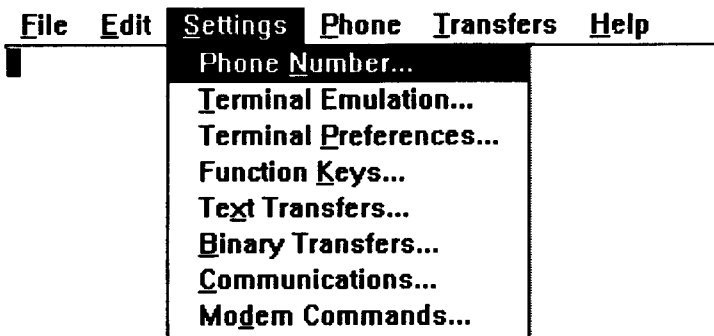 File Edit Settings Phone Transfers Help
Phone Number...
Terminal Emulation...
Terminal Preferences...
Function Keys...
Text Transfers...
Binary Transfers...
Communications...
Modem Commands...